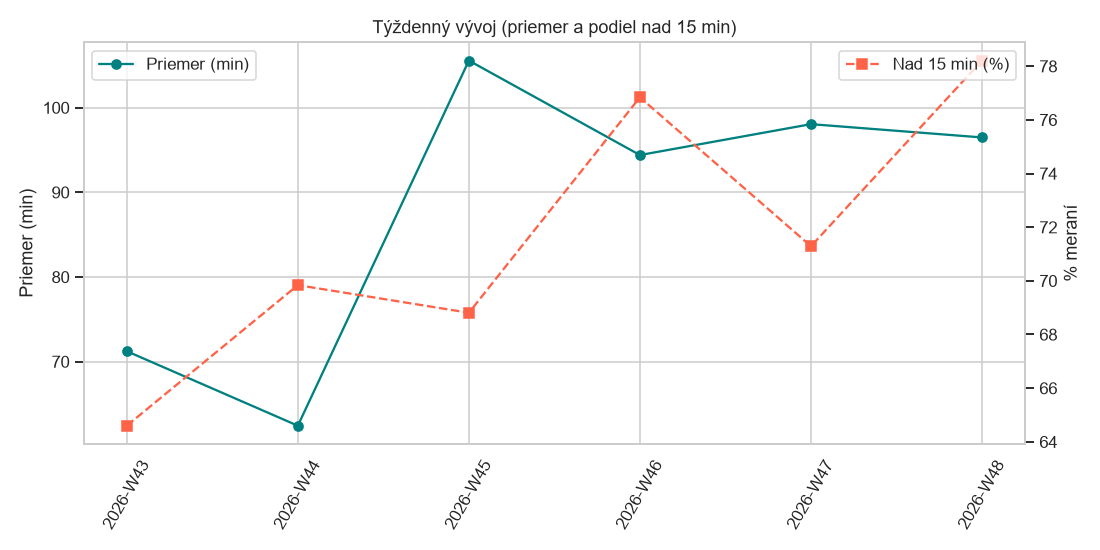 Týždenný vývoj (priemer a podiel nad 15 min)
Priemer (min)
Nad 15 min (%)
Priemer (min)
100
90
80
70
% meraní
78
76
74
72
70
68
66
64
2026-W43
2026-W44
2026-W45
2026-W46
2026-W47
2026-W48